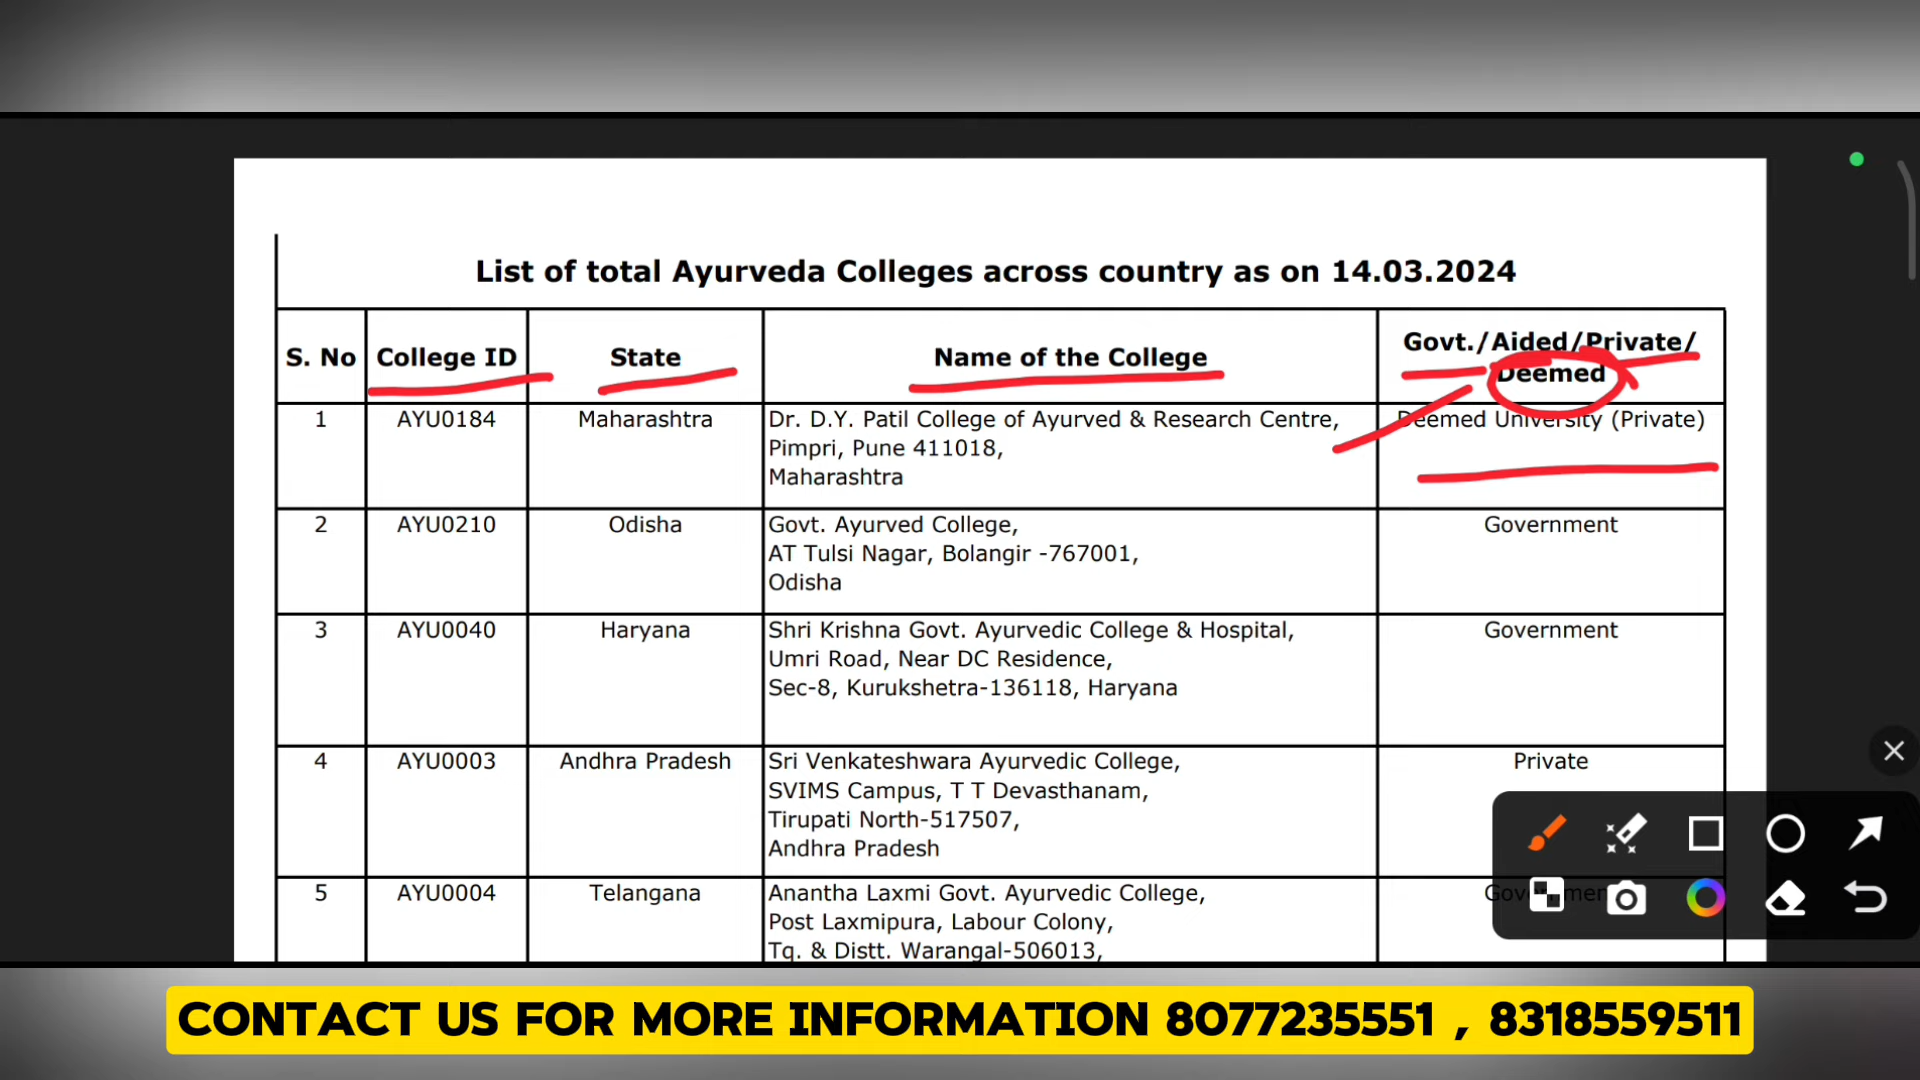 List of total Ayurveda Colleges across country as on 14.03.2024
S. No College ID State Name of the College Govt./Aided/Private/
Deemed
1 AYU0184 Maharashtra Dr. D.Y. Patil College of Ayurved & Research Centre, Deemed University (Private)
Pimpri, Pune 411018,
Maharashtra
2 AYU0210 Odisha Govt. Ayurved College, Government
AT Tulsi Nagar, Bolangir -767001,
Odisha
3 AYU0040 Haryana Shri Krishna Govt. Ayurvedic College & Hospital, Government
Umri Road, Near DC Residence,
Sec-8, Kurukshetra-136118, Haryana
4 AYU0003 Andhra Pradesh Sri Venkateshwara Ayurvedic College, Private
SVIMS Campus, T T Devasthanam,
Tirupati North-517507,
Andhra Pradesh
5 AYU0004 Telangana Anantha Laxmi Govt. Ayurvedic College,
Post Laxmipura, Labour Colony,
Tq. & Distt. Warangal-506013,
CONTACT US FOR MORE INFORMATION 8077235551 , 8318559511